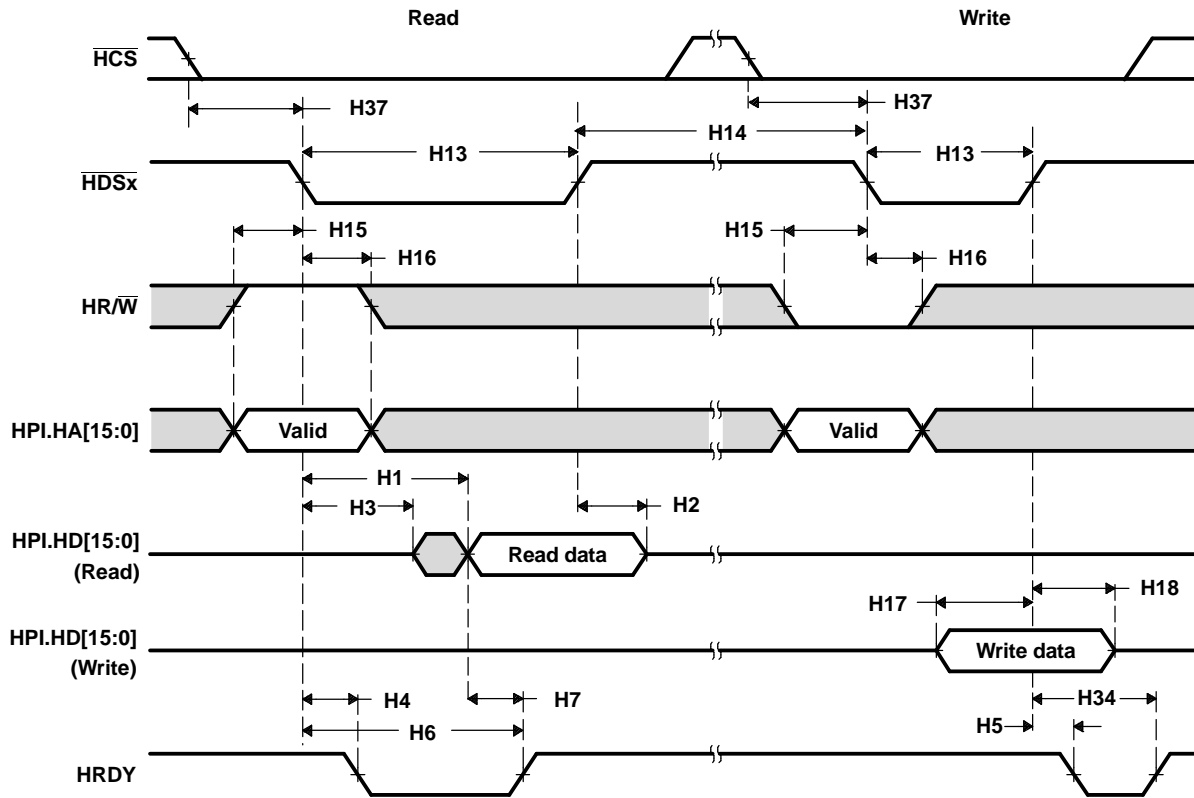 Read Write
HCS
H37 H37
H14
H13 H13
HDSx
H15 H15
H16 H16
HR/W
HPI.HA[15:0] Valid Valid
H1
H3 H2
HPI.HD[15:0]
(Read)
Read data
H18
H17
HPI.HD[15:0]
(Write)
Write data
H4 H7 H34
H6 H5
HRDY